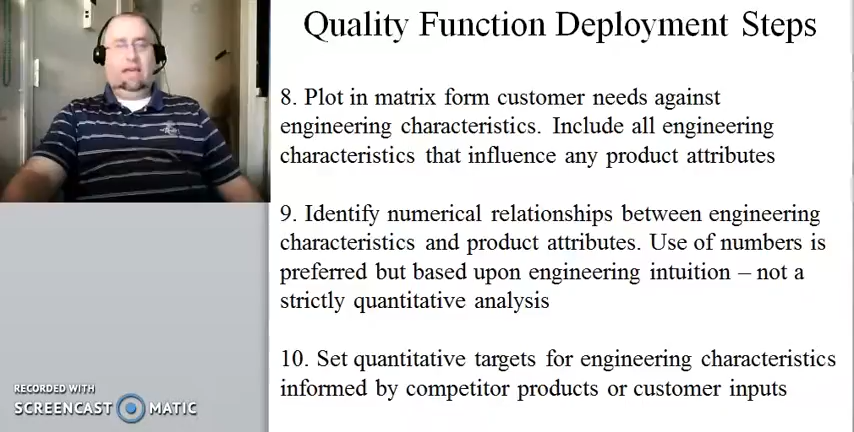 Quality Function Deployment Steps
8. Plot in matrix form customer needs against
engineering characteristics. Include all engineering
characteristics that influence any product attributes
9. Identify numerical relationships between engineering
characteristics and product attributes. Use of numbers is
preferred but based upon engineering intuition – not a
strictly quantitative analysis
10. Set quantitative targets for engineering characteristics
informed by competitor products or customer inputs
RECORDED WITH
SCREENCAST MATIC